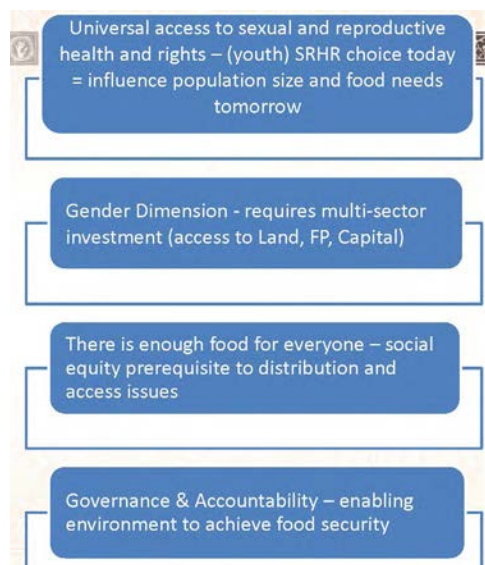 Universal access to sexual and reproductive
health and rights – (youth) SRHR choice today
= influence population size and food needs
tomorrow
Gender Dimension - requires multi-sector
investment (access to Land, FP, Capital)
There is enough food for everyone – social
equity prerequisite to distribution and
access issues
Governance & Accountability – enabling
environment to achieve food security